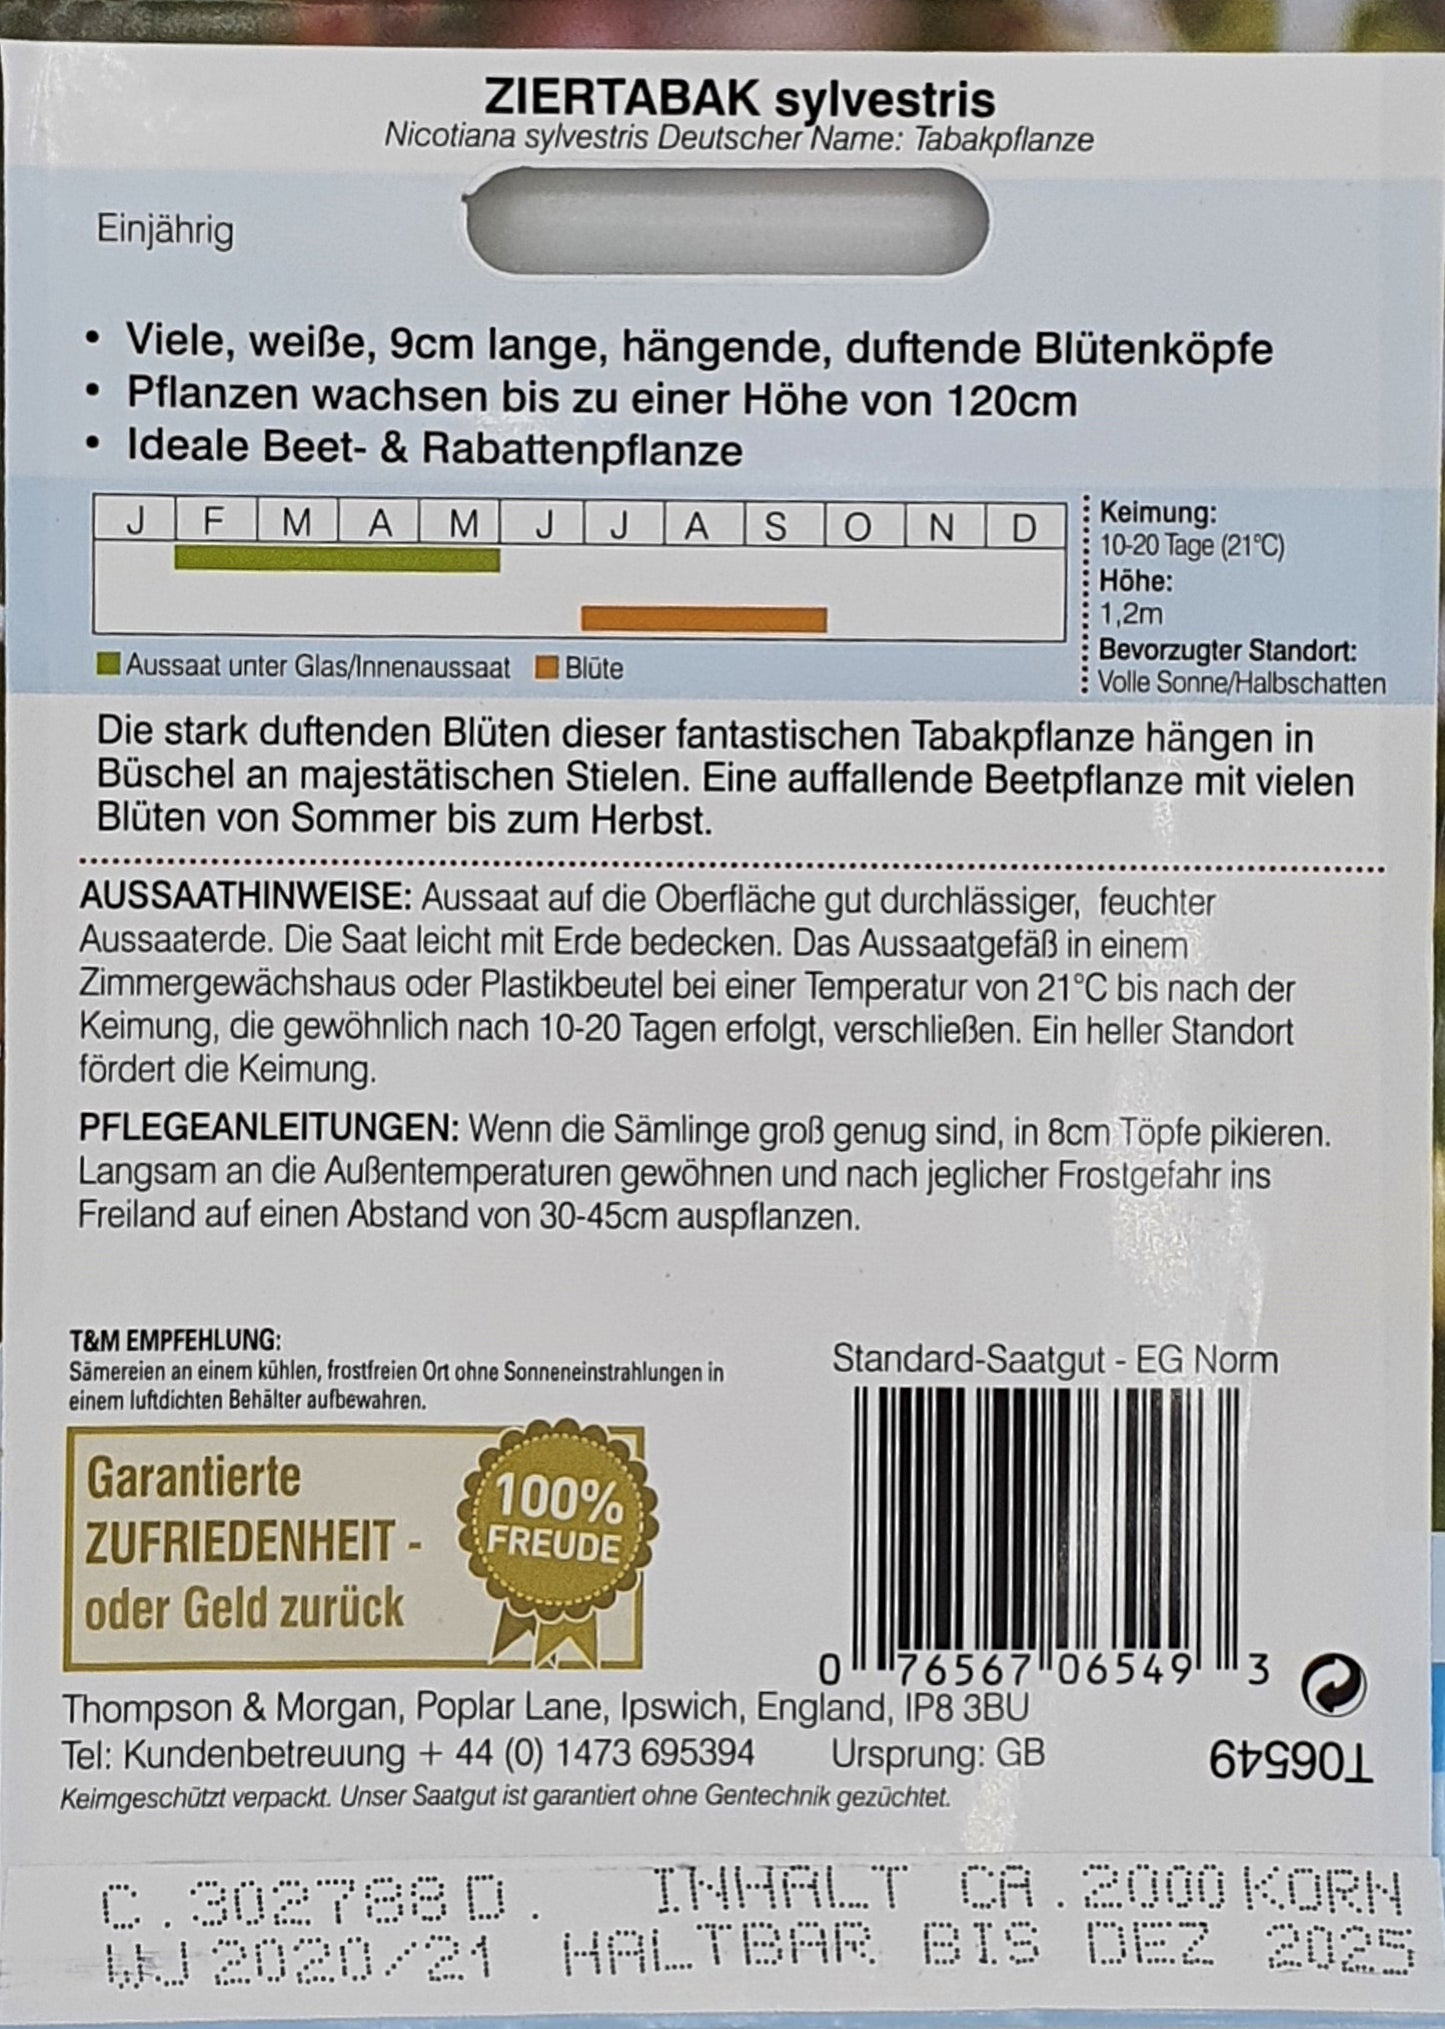 ZIERTABAK sylvestris
Nicotiana sylvestris Deutscher Name: Tabakpflanze
Einjährig
• Viele, weiße, 9cm lange, hängende, duftende Blütenköpfe
• Pflanzen wachsen bis zu einer Höhe von 120cm
• Ideale Beet- & Rabattenpflanze
J F M A M J J A S O N D
Aussaat unter Glas/Innenaussaat Blüte
Keimung:
10-20 Tage (21°C)
Höhe:
1,2m
Bevorzugter Standort:
Volle Sonne/Halbschatten
Die stark duftenden Blüten dieser fantastischen Tabakpflanze hängen in
Büschel an majestätischen Stielen. Eine auffallende Beetpflanze mit vielen
Blüten von Sommer bis zum Herbst.
AUSSAATHINWEISE: Aussaat auf die Oberfläche gut durchlässiger, feuchter
Aussaaterde. Die Saat leicht mit Erde bedecken. Das Aussaatgefäß in einem
Zimmergewächshaus oder Plastikbeutel bei einer Temperatur von 21°C bis nach der
Keimung, die gewöhnlich nach 10-20 Tagen erfolgt, verschließen. Ein heller Standort
fördert die Keimung.
PFLEGEANLEITUNGEN: Wenn die Sämlinge groß genug sind, in 8cm Töpfe pikieren.
Langsam an die Außentemperaturen gewöhnen und nach jeglicher Frostgefahr ins
Freiland auf einen Abstand von 30-45cm auspflanzen.
T&M EMPFEHLUNG:
Sämereien an einem kühlen, frostfreien Ort ohne Sonneneinstrahlungen in
einem luftdichten Behälter aufbewahren.
Garantierte
ZUFRIEDENHEIT -
oder Geld zurück
100%
FREUDE
Standard-Saatgut - EG Norm
0 76567 06549 3
Thompson & Morgan, Poplar Lane, Ipswich, England, IP8 3BU
Tel: Kundenbetreuung + 44 (0) 1473 695394 Ursprung: GB
T06549
Keimgeschützt verpackt. Unser Saatgut ist garantiert ohne Gentechnik gezüchtet.
C.302788D. INHALT CA.2000KORN
WJ2020/21 HALTBAR BIS DEZ 2025